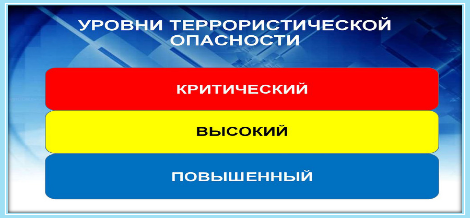 УРОВНИ ТЕРРОРИСТИЧЕСКОЙ
ОПАСНОСТИ
КРИТИЧЕСКИЙ
ВЫСОКИЙ
ПОВЫШЕННЫЙ